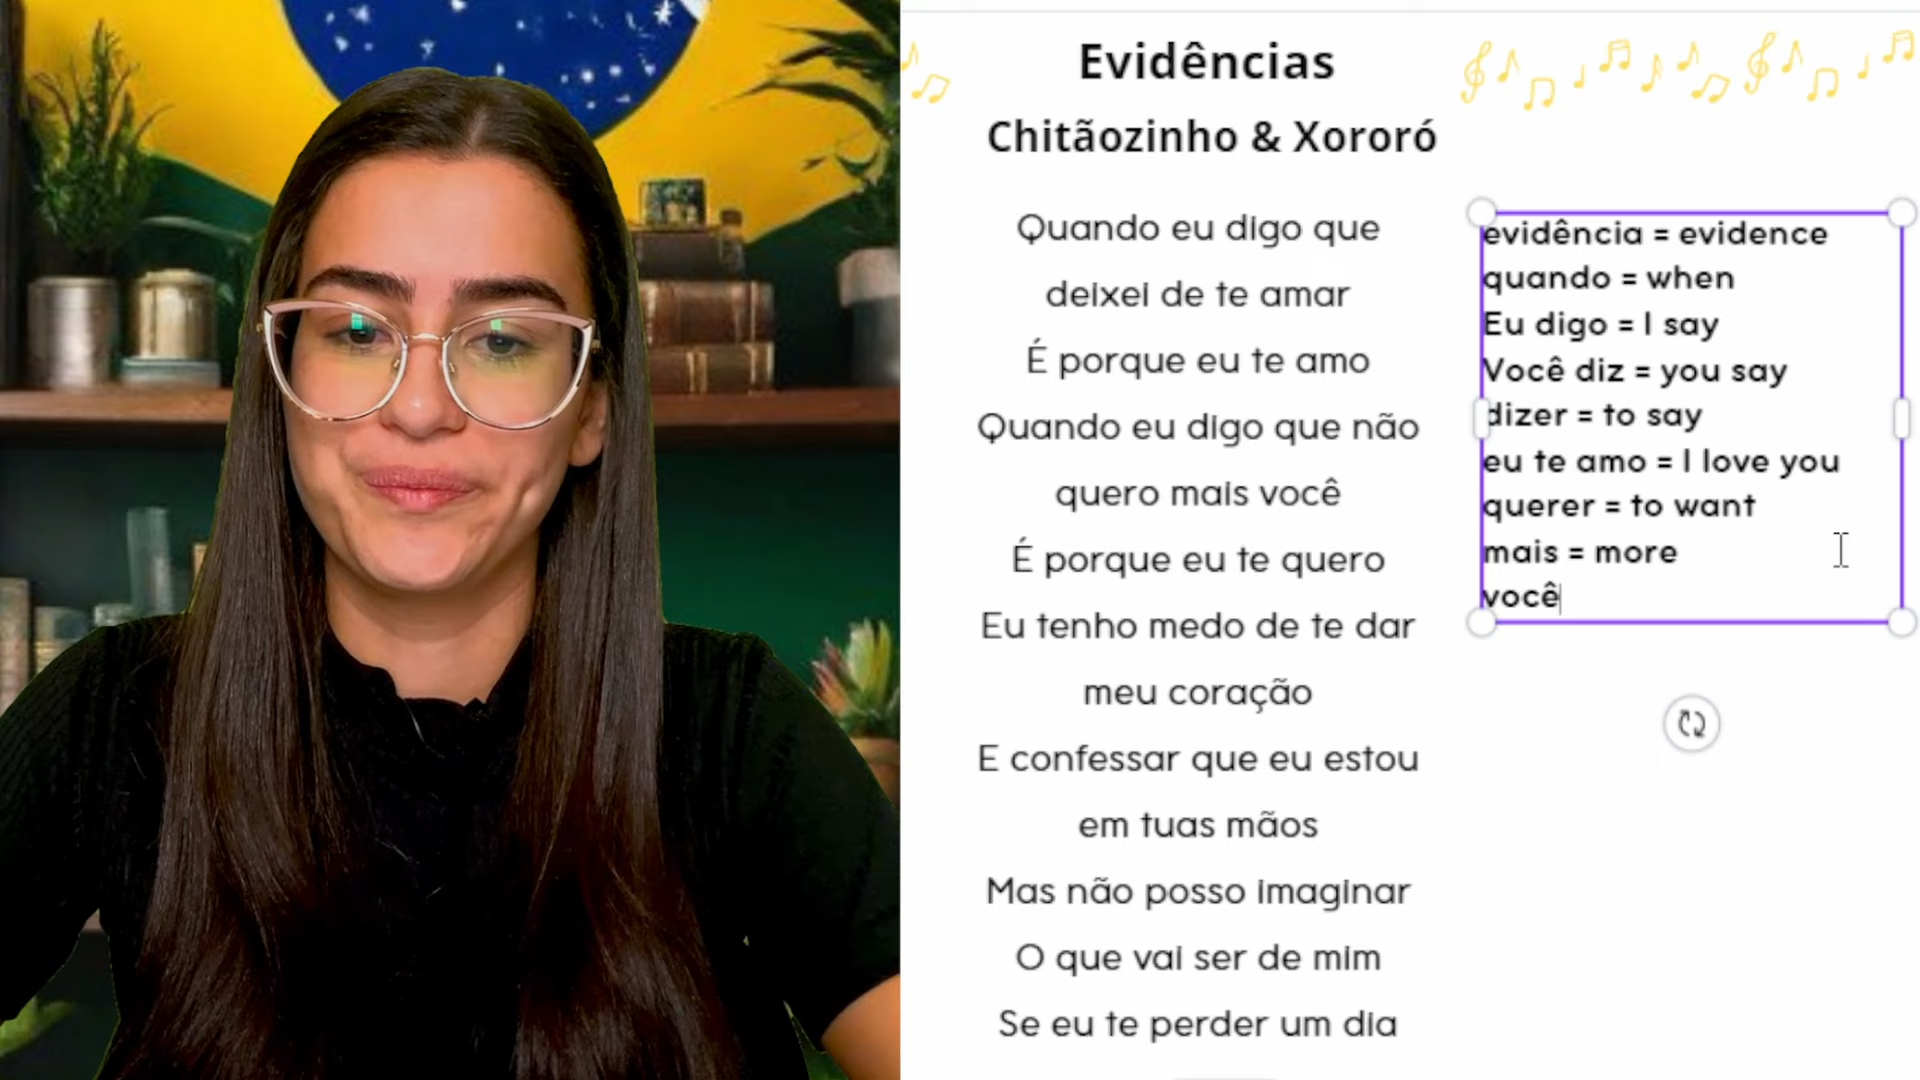 Evidências
Chitãozinho & Xororó
Quando eu digo que
deixei de te amar
É porque eu te amo
Quando eu digo que não
quero mais você
É porque eu te quero
Eu tenho medo de te dar
meu coração
E confessar que eu estou
em tuas mãos
Mas não posso imaginar
O que vai ser de mim
Se eu te perder um dia
evidência = evidence
quando = when
Eu digo = I say
Você diz = you say
dizer = to say
eu te amo = I love you
querer = to want
mais = more
você